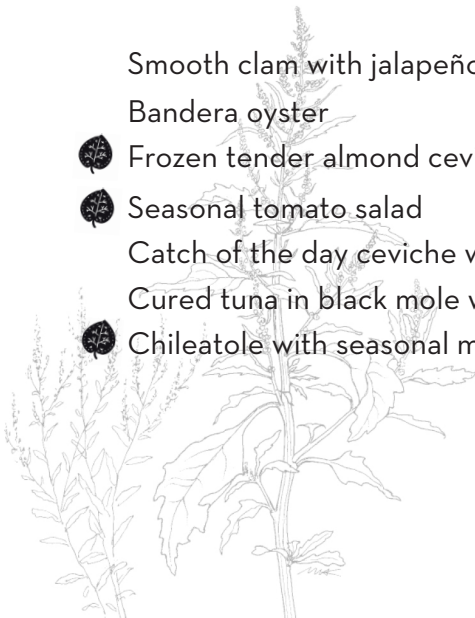 Smooth clam with jalapeño
Bandera oyster
Frozen tender almond cev
Seasonal tomato salad
Catch of the day ceviche
Cured tuna in black mole
Chileatole with seasonal